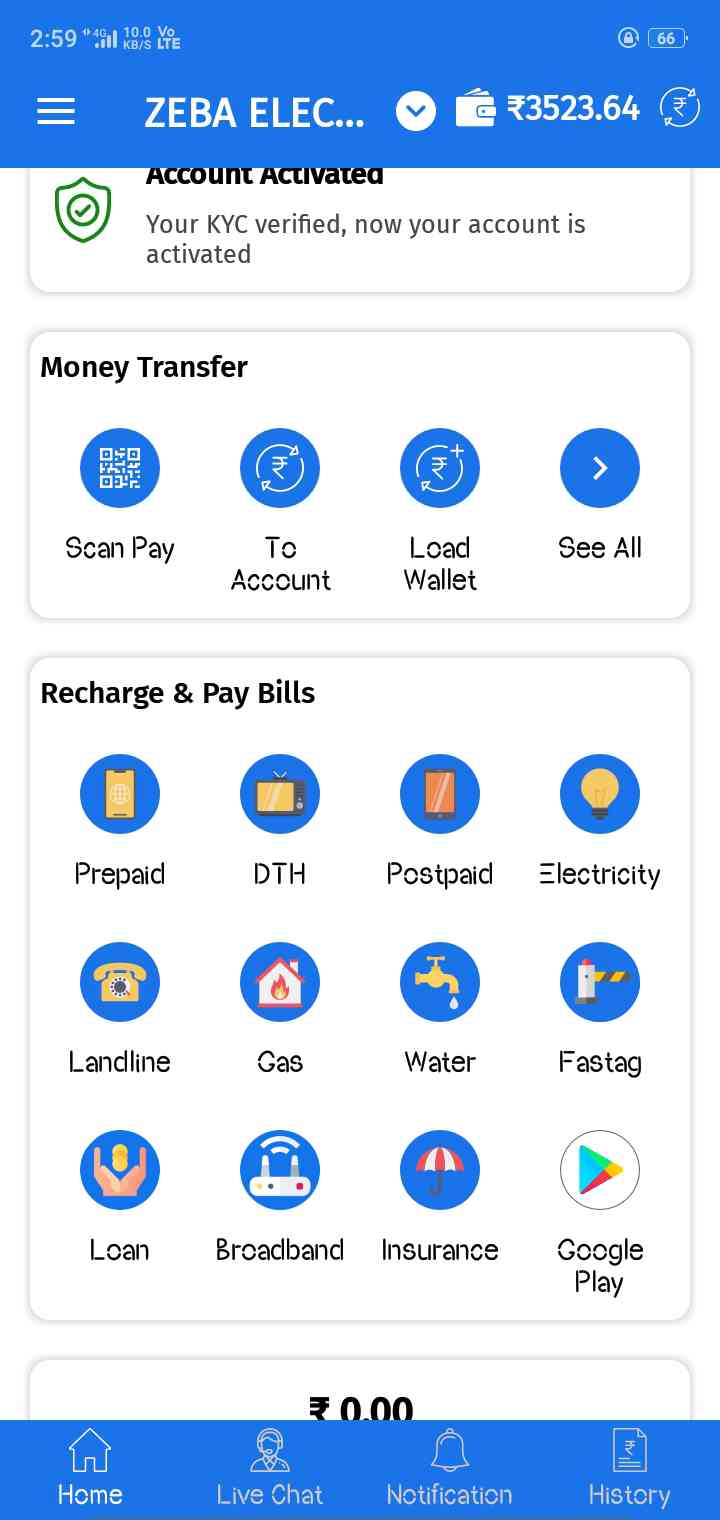 2:59 4G 10.0 KB/S Vo LTE 66
ZEBA ELEC... ₹3523.64
Account Activated
Your KYC verified, now your account is
activated
Money Transfer
Scan Pay To Account Load Wallet See All
Recharge & Pay Bills
Prepaid DTH Postpaid Electricity
Landline Gas Water Fastag
Loan Broadband Insurance Google Play
₹ 0.00
Home Live Chat Notification History